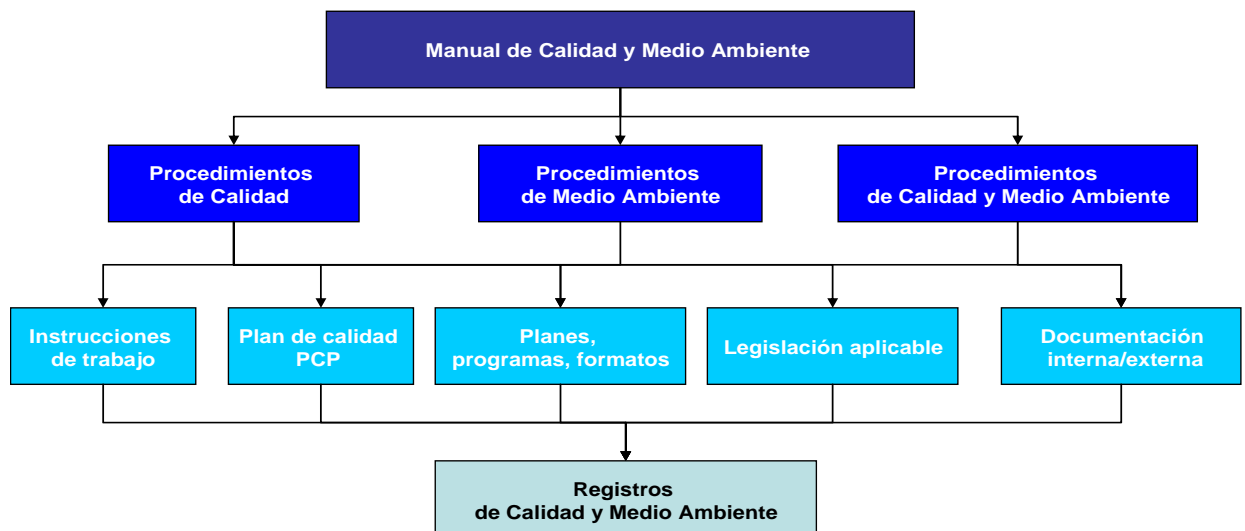 Manual de Calidad y Medio Ambiente
Procedimientos
de Calidad
Procedimientos
de Medio Ambiente
Procedimientos
de Calidad y Medio Ambiente
Instrucciones
de trabajo
Plan de calidad
PCP
Planes,
programas, formatos
Legislación aplicable
Documentación
interna/externa
Registros
de Calidad y Medio Ambiente